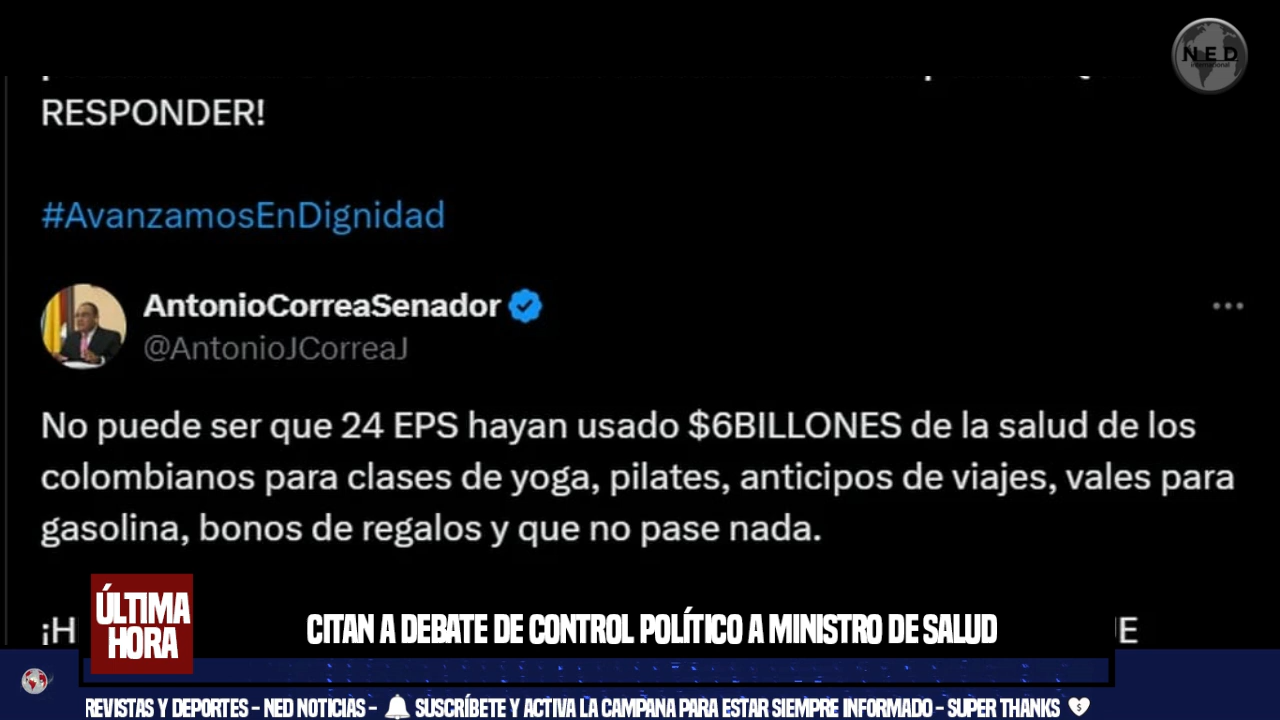 NED
international
RESPONDER!
#AvanzamosEnDignidad
AntonioCorreaSenador
@AntonioJCorreaJ
No puede ser que 24 EPS hayan usado $6BILLONES de la salud de los
colombianos para clases de yoga, pilates, anticipos de viajes, vales para
gasolina, bonos de regalos y que no pase nada.
¡H
ÚLTIMA
HORA
CITAN A DEBATE DE CONTROL POLÍTICO A MINISTRO DE SALUD
REVISTAS Y DEPORTES - NED NOTICIAS - SUSCRÍBETE Y ACTIVA LA CAMPANA PARA ESTAR SIEMPRE INFORMADO - SUPER THANKS